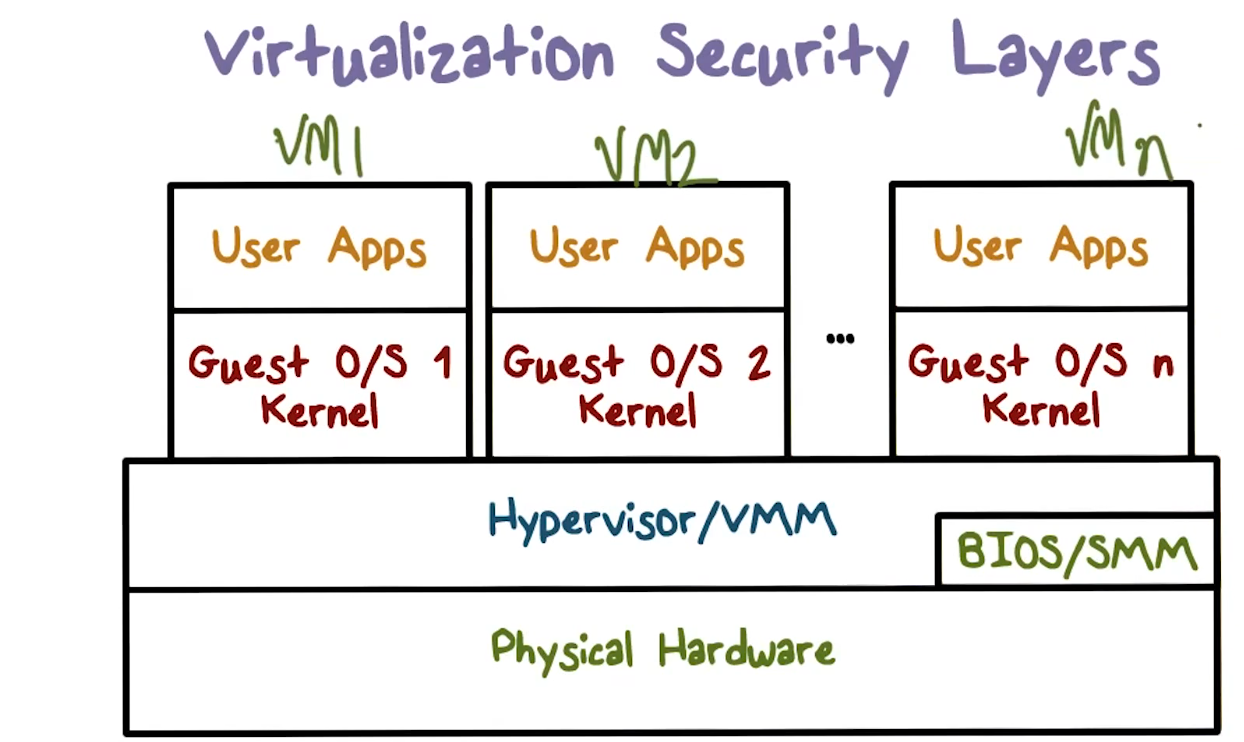 Virtualization Security Layers
VM1
VM2
VMn
User Apps
User Apps
User Apps
Guest O/S 1
Kernel
Guest O/S 2
Kernel
...
Guest O/S n
Kernel
Hypervisor/VMM
BIOS/SMM
Physical Hardware